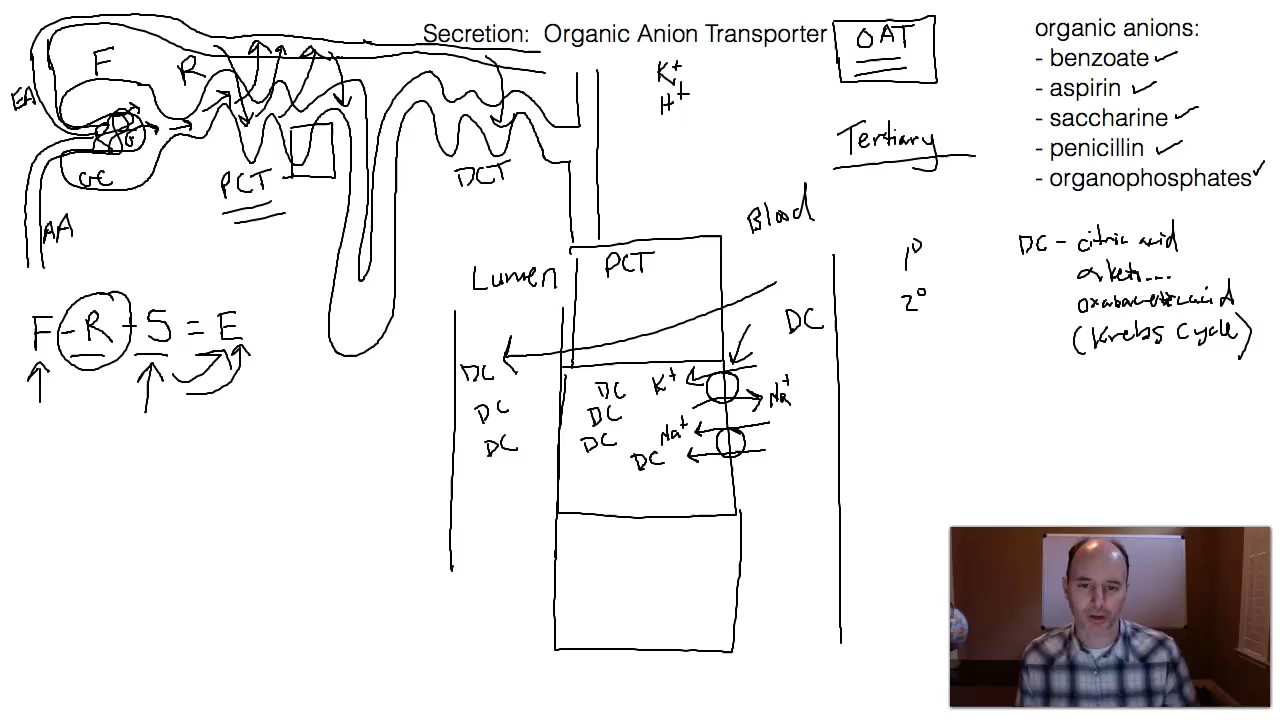 Secretion: Organic Anion Transporter
OAT
K+
H+
Tertiary
organic anions:
- benzoate
- aspirin
- saccharine
- penicillin
- organophosphates
DC - citric acid
(Krebs Cycle)
1°
2°
EA
F
R
G
GC
AA
PCT
DCT
F - R - S = E
Blood
Lumen
PCT
DC
DC
DC
DC
DC
DC
DC
K+
Na+
Na+
DC